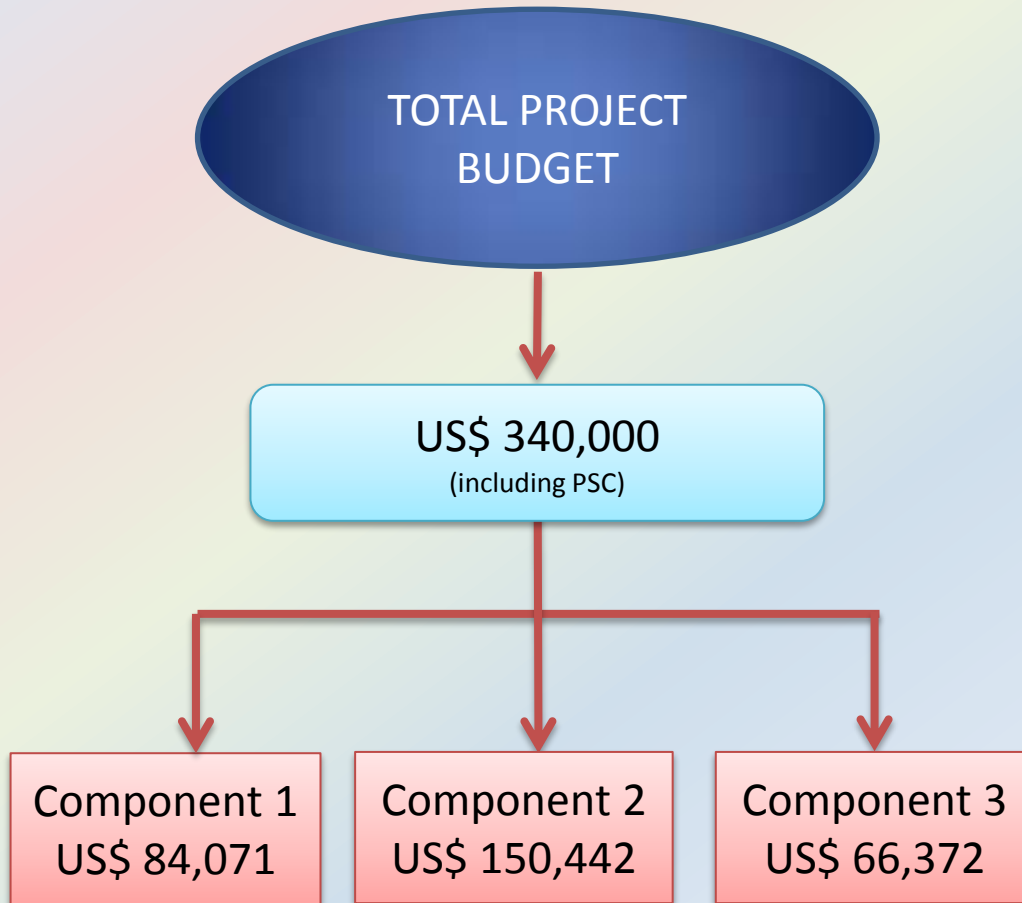 TOTAL PROJECT
BUDGET
US$ 340,000
(including PSC)
Component 1
US$ 84,071
Component 2
US$ 150,442
Component 3
US$ 66,372